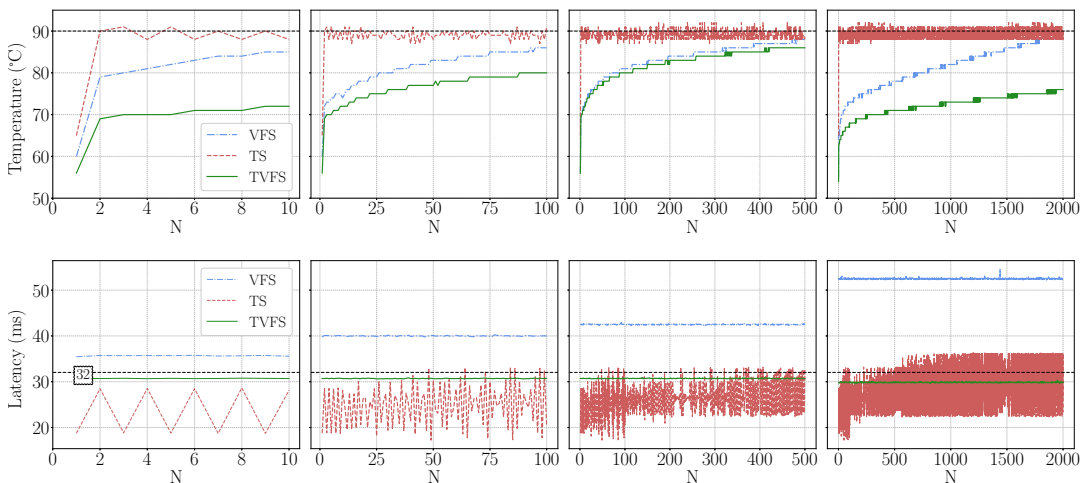 Temperature (°C)
90
80
70
60
50
VFS
TS
TVFS
0 2 4 6 8 10
N
0 25 50 75 100
N
0 100 200 300 400 500
N
0 500 1000 1500 2000
N
Latency (ms)
50
40
30
20
VFS
TS
TVFS
32
0 2 4 6 8 10
N
0 25 50 75 100
N
0 100 200 300 400 500
N
0 500 1000 1500 2000
N